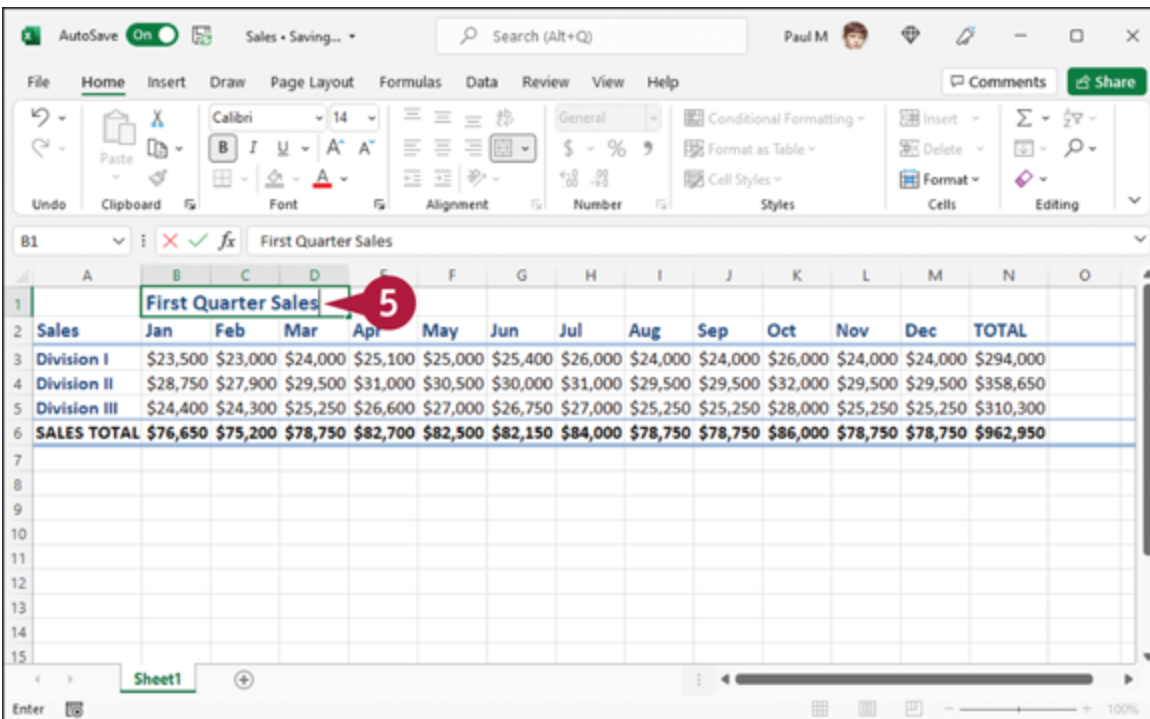 AutoSave On Sales • Saving... Search (Alt+Q) Paul M
File Home Insert Draw Page Layout Formulas Data Review View Help Comments Share
Calibri 14 General Conditional Formatting Insert
Paste B I U A A $ % 9 Format as Table Delete
A Cell Styles Format
Undo Clipboard Font Alignment Number Styles Cells Editing
B1 fx First Quarter Sales
A B C D E F G H I J K L M N O
1 First Quarter Sales 5
2 Sales Jan Feb Mar Apr May Jun Jul Aug Sep Oct Nov Dec TOTAL
3 Division I $23,500 $23,000 $24,000 $25,100 $25,000 $25,400 $26,000 $24,000 $24,000 $26,000 $24,000 $24,000 $294,000
4 Division II $28,750 $27,900 $29,500 $31,000 $30,500 $30,000 $31,000 $29,500 $29,500 $32,000 $29,500 $29,500 $358,650
5 Division III $24,400 $24,300 $25,250 $26,600 $27,000 $26,750 $27,000 $25,250 $25,250 $28,000 $25,250 $25,250 $310,300
6 SALES TOTAL $76,650 $75,200 $78,750 $82,700 $82,500 $82,150 $84,000 $78,750 $78,750 $86,000 $78,750 $78,750 $962,950
7
8
9
10
11
12
13
14
15
Sheet1
Enter 100%